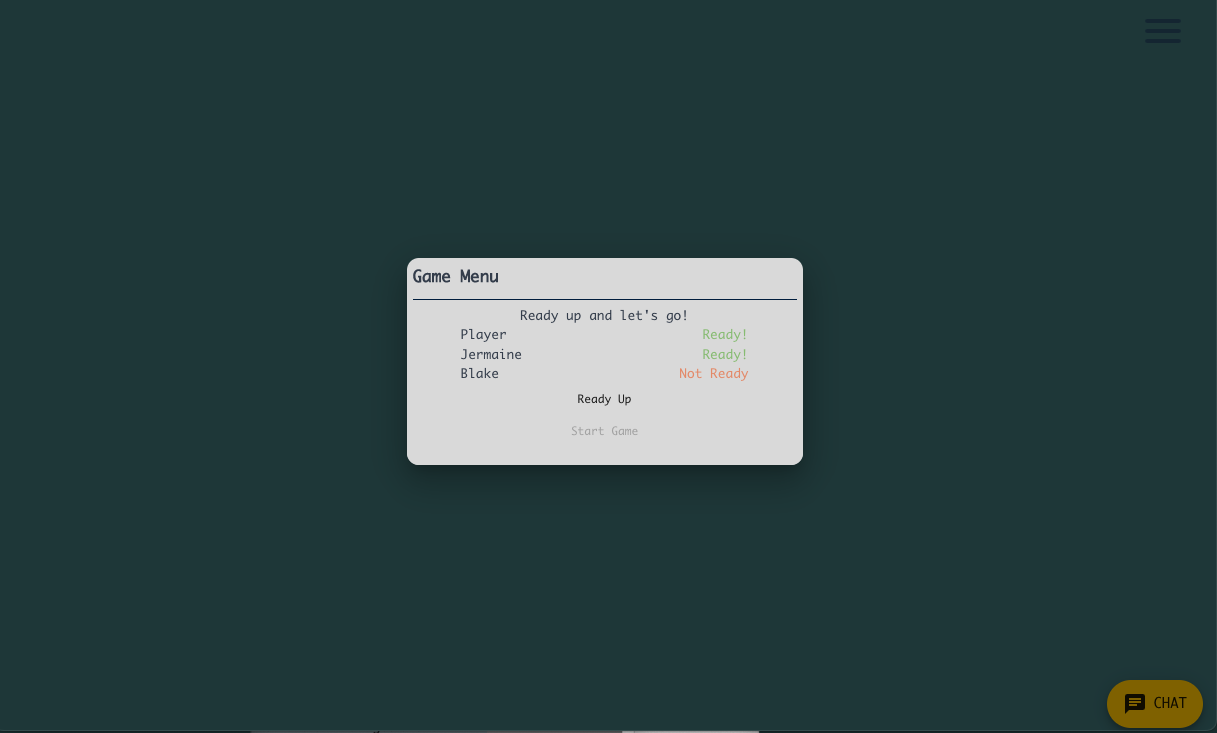 Game Menu
Ready up and let's go!
Player Ready!
Jermaine Ready!
Blake Not Ready
Ready Up
Start Game
CHAT